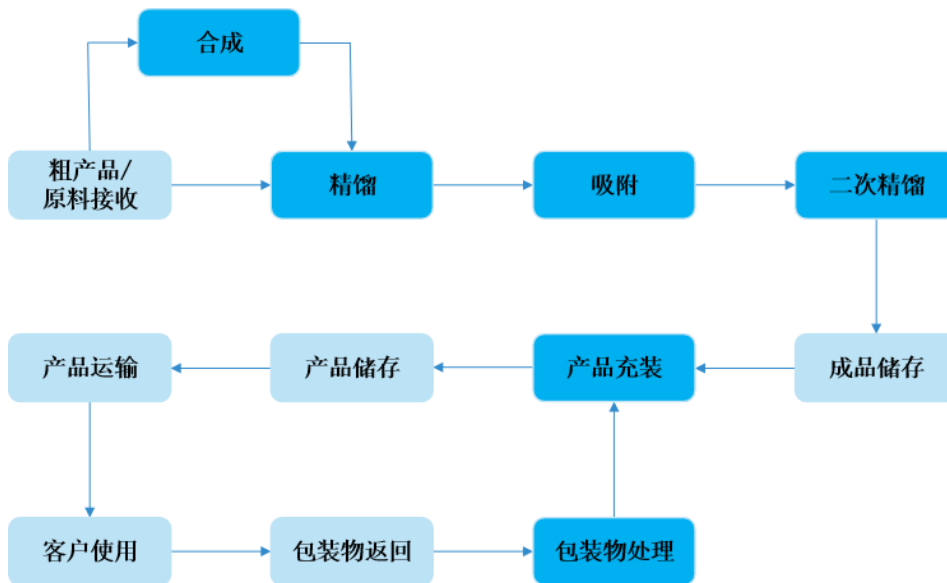 合成
粗产品/
原料接收
精馏
吸附
二次精馏
产品运输
产品储存
产品充装
成品储存
客户使用
包装物返回
包装物处理